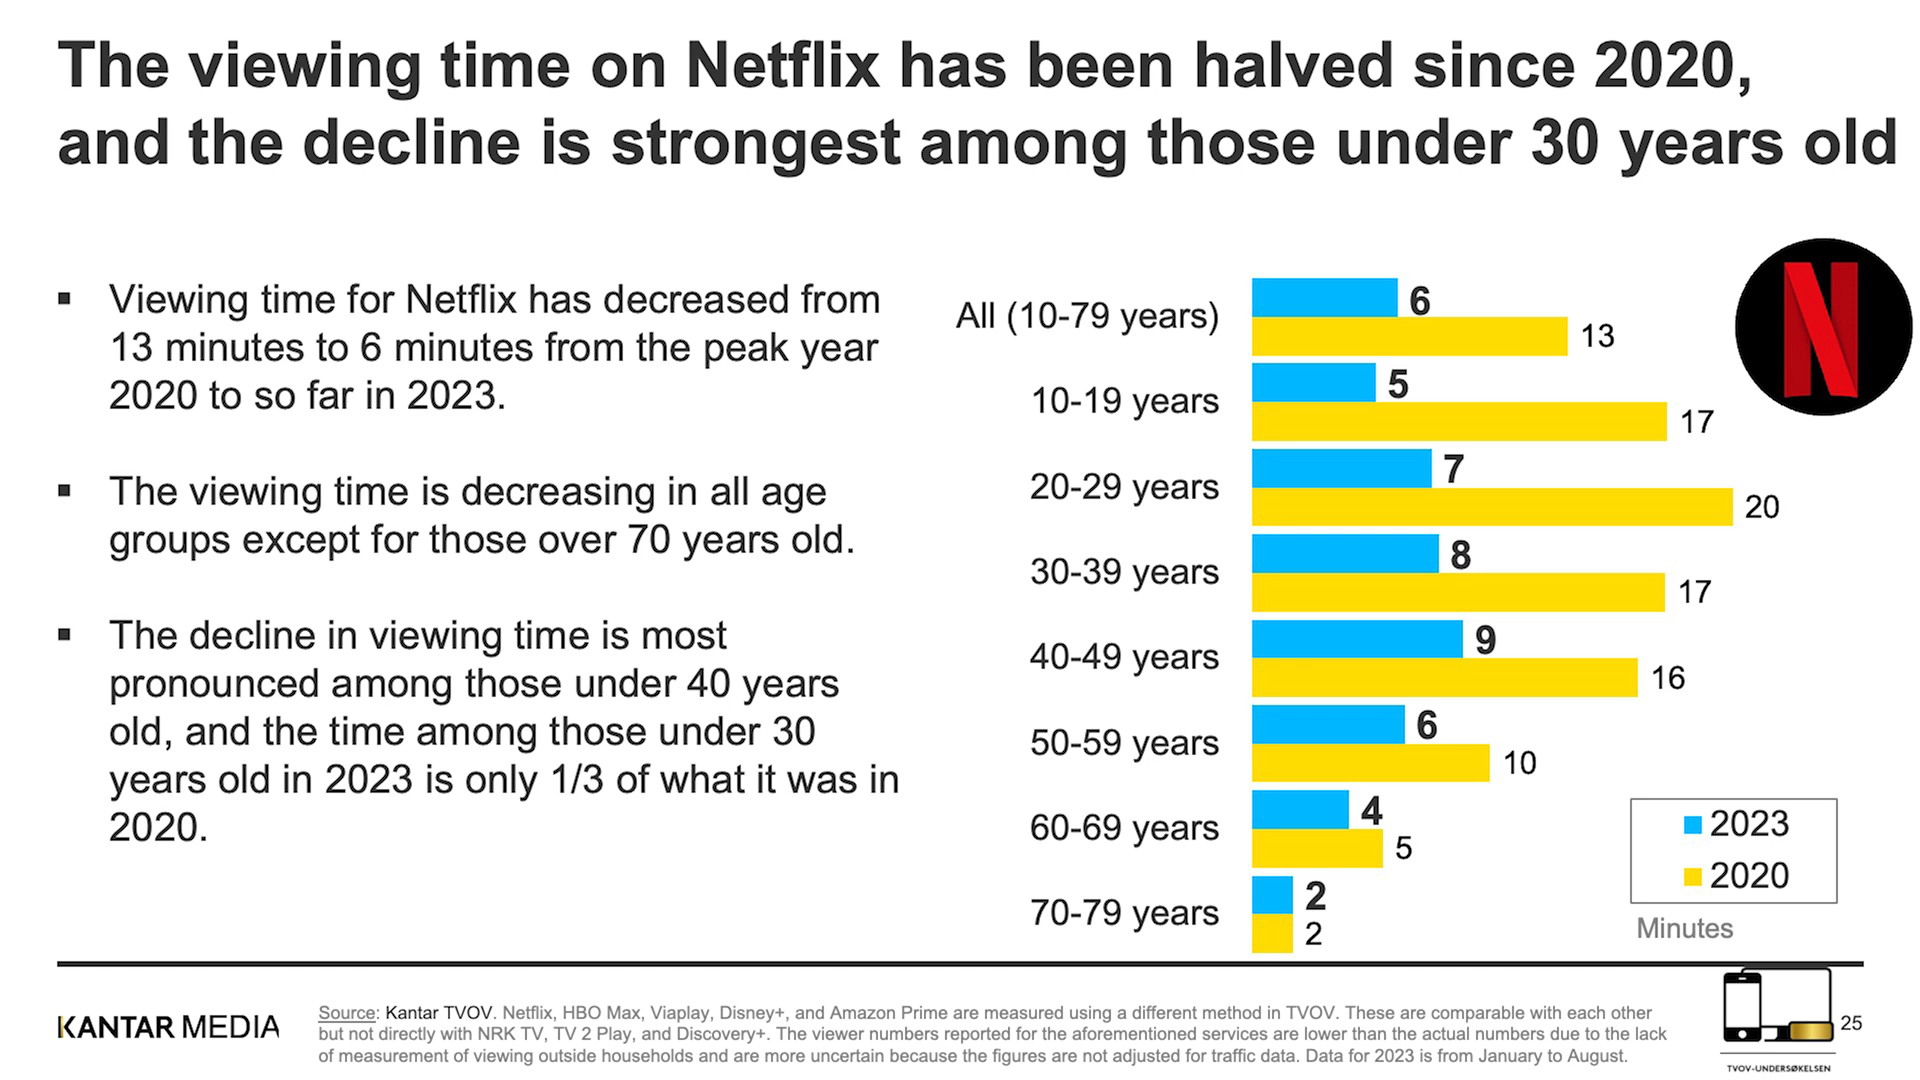 The viewing time on Netflix has been halved since 2020,
and the decline is strongest among those under 30 years old
▪ Viewing time for Netflix has decreased from
13 minutes to 6 minutes from the peak year
2020 to so far in 2023.
▪ The viewing time is decreasing in all age
groups except for those over 70 years old.
▪ The decline in viewing time is most
pronounced among those under 40 years
old, and the time among those under 30
years old in 2023 is only 1/3 of what it was in
2020.
N
All (10-79 years) 6
13
10-19 years 5
17
20-29 years 7
20
30-39 years 8
17
40-49 years 9
16
50-59 years 6
10
60-69 years 4
5
70-79 years 2
2
2023
2020
Minutes
KANTAR MEDIA
Source: Kantar TVOV. Netflix, HBO Max, Viaplay, Disney+, and Amazon Prime are measured using a different method in TVOV. These are comparable with each other
but not directly with NRK TV, TV 2 Play, and Discovery+. The viewer numbers reported for the aforementioned services are lower than the actual numbers due to the lack
of measurement of viewing outside households and are more uncertain because the figures are not adjusted for traffic data. Data for 2023 is from January to August.
25
TVOV-UNDERSØKELSEN